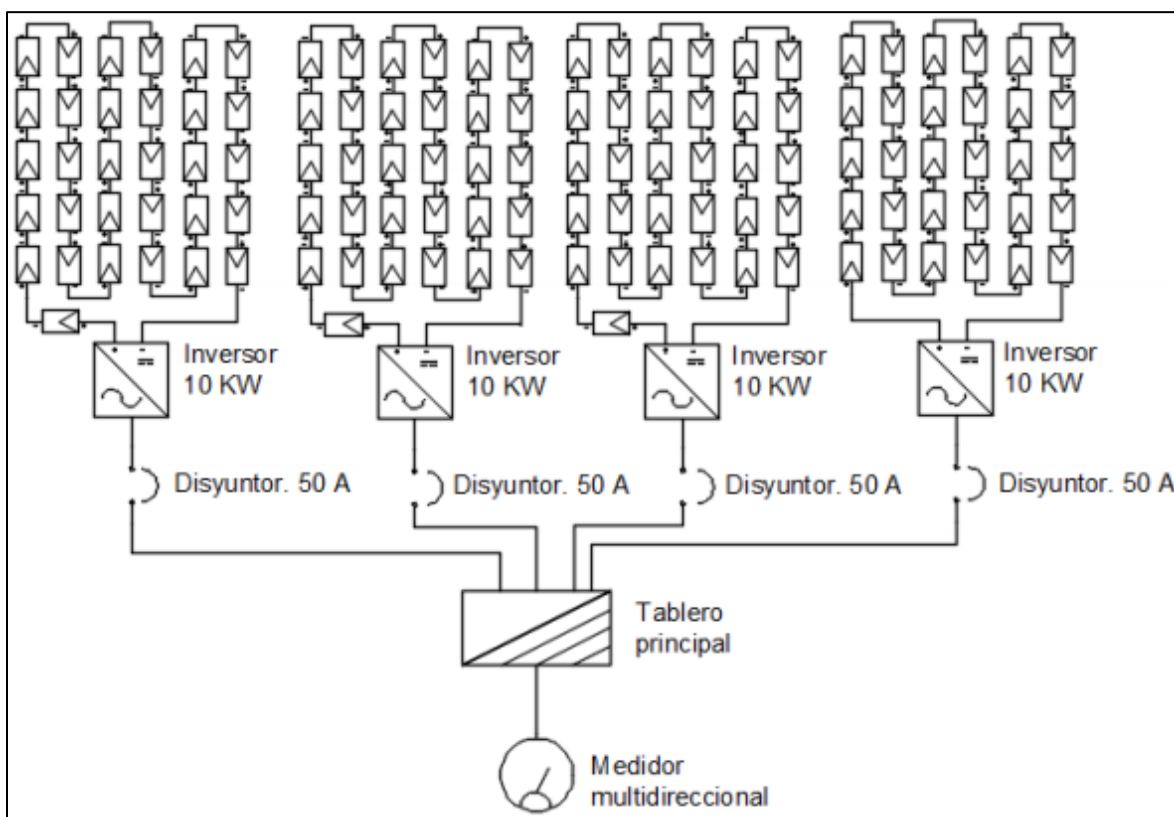 Inversor
10 KW
Inversor
10 KW
Inversor
10 KW
Inversor
10 KW
Disyuntor. 50 A
Disyuntor. 50 A
Disyuntor. 50 A
Disyuntor. 50 A
Tablero
principal
Medidor
multidireccional